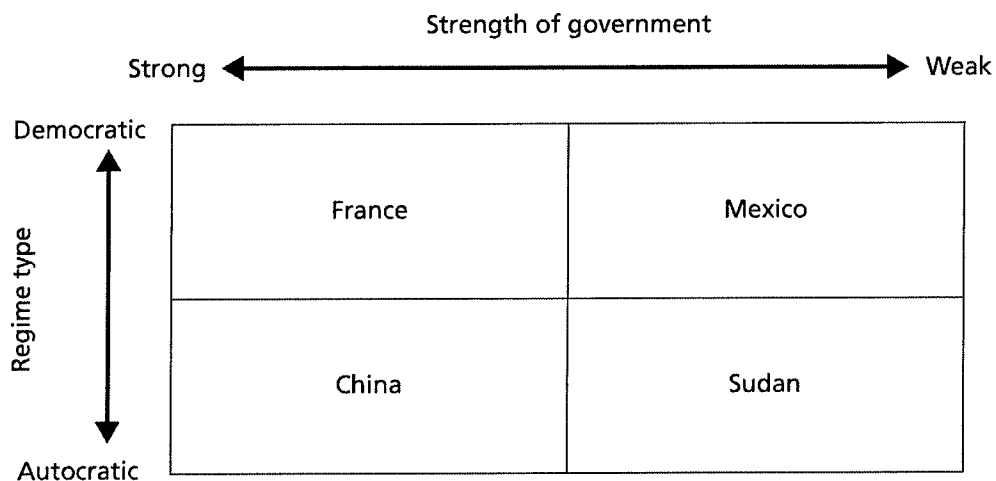 Strength of government
Strong Weak
Democratic
France Mexico
Regime type
China Sudan
Autocratic